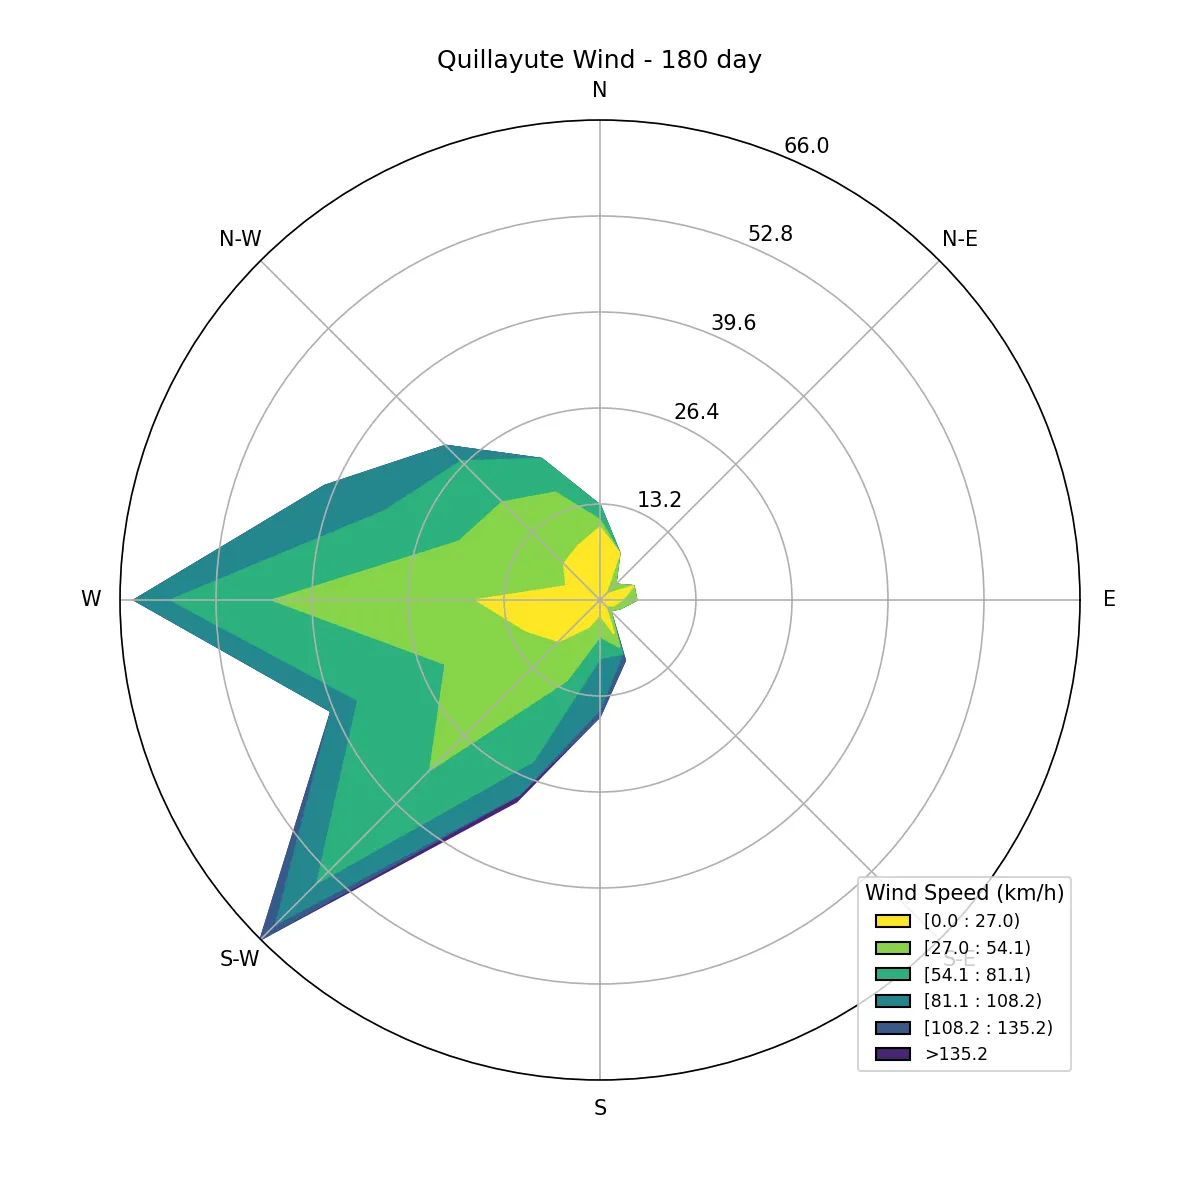 Quillayute Wind - 180 day
N
66.0
52.8
N-W
N-E
39.6
26.4
13.2
W
E
S-W
S-E
Wind Speed (km/h)
[0.0 : 27.0)
[27.0 : 54.1)
[54.1 : 81.1)
[81.1 : 108.2)
[108.2 : 135.2)
>135.2
S